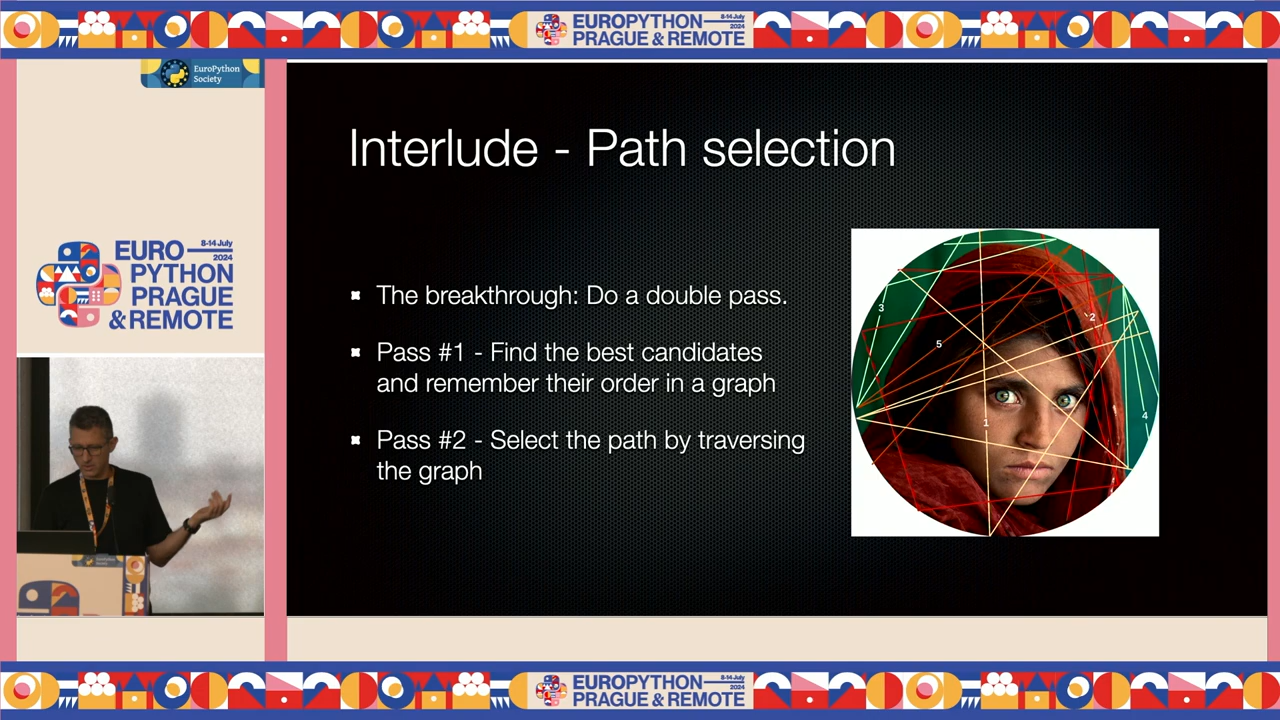 EUROPYTHON
8-14 July
2024
PRAGUE & REMOTE
EuroPython
Society
Interlude - Path selection
EURO
8-14 July
2024
PYTHON
PRAGUE
& REMOTE
The breakthrough: Do a double pass.
Pass #1 - Find the best candidates
and remember their order in a graph
Pass #2 - Select the path by traversing
the graph
3
2
5
4
1
EUROPYTHON
8-14 July
2024
PRAGUE & REMOTE